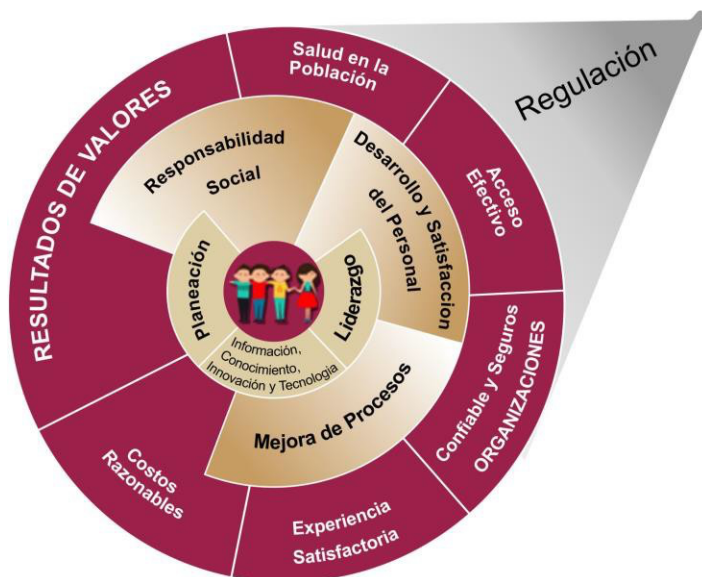 Salud en la
Población
Regulación
RESULTADOS DE VALORES
Responsabilidad
Social
Desarrollo y Satisfaccion
del Personal
Acceso
Efectivo
Planeación
Liderazgo
Información,
Conocimiento,
Innovación y Tecnología
Mejora de Procesos
Confiable y Seguros
ORGANIZACIONES
Costos
Razonables
Experiencia
Satisfactoria